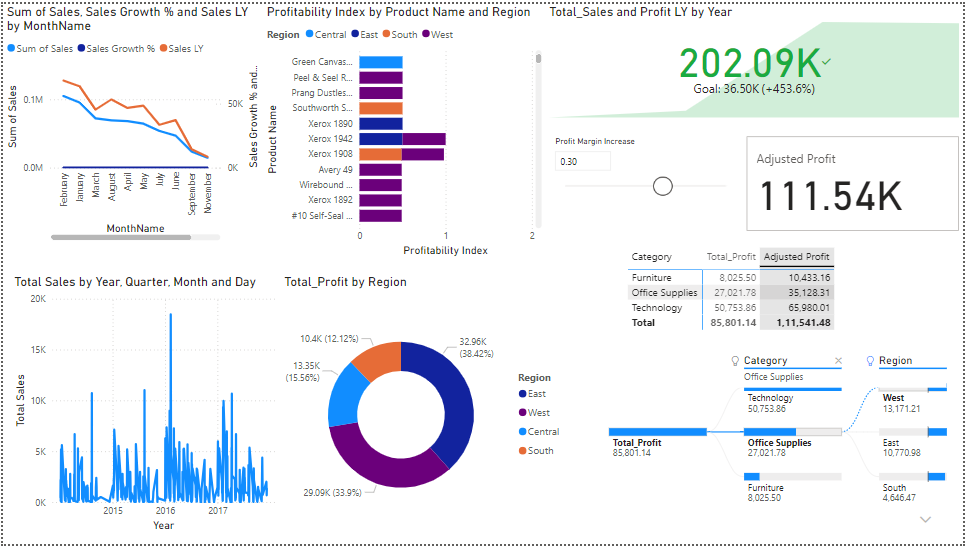 Sum of Sales, Sales Growth % and Sales LY
by MonthName
Sum of Sales Sales Growth % Sales LY
Sum of Sales
0.1M
0.0M
50K
0K
Sales Growth % and...
February
January
March
August
April
May
July
June
September
November
MonthName
Profitability Index by Product Name and Region
Region Central East South West
Product Name
Green Canvas...
Peel & Seel R...
Prang Dustles...
Southworth S...
Xerox 1890
Xerox 1942
Xerox 1908
Avery 49
Wirebound ...
Xerox 1892
#10 Self-Seal ...
0 1 2
Profitability Index
Total_Sales and Profit LY by Year
202.09K
Goal: 36.50K (+453.6%)
Profit Margin Increase
0.30
Adjusted Profit
111.54K
Category Total_Profit Adjusted Profit
Furniture 8,025.50 10,433.16
Office Supplies 27,021.78 35,128.31
Technology 50,753.86 65,980.01
Total 85,801.14 1,11,541.48
Total Sales by Year, Quarter, Month and Day
Total Sales
20K
15K
10K
5K
0K
2015 2016 2017
Year
Total_Profit by Region
10.4K (12.12%)
32.96K
(38.42%)
13.35K
(15.56%)
29.09K (33.9%)
Region
East
West
Central
South
Category
Office Supplies
Region
Total_Profit
85,801.14
Technology
50,753.86
Office Supplies
27,021.78
Furniture
8,025.50
West
13,171.21
East
10,770.98
South
4,646.47